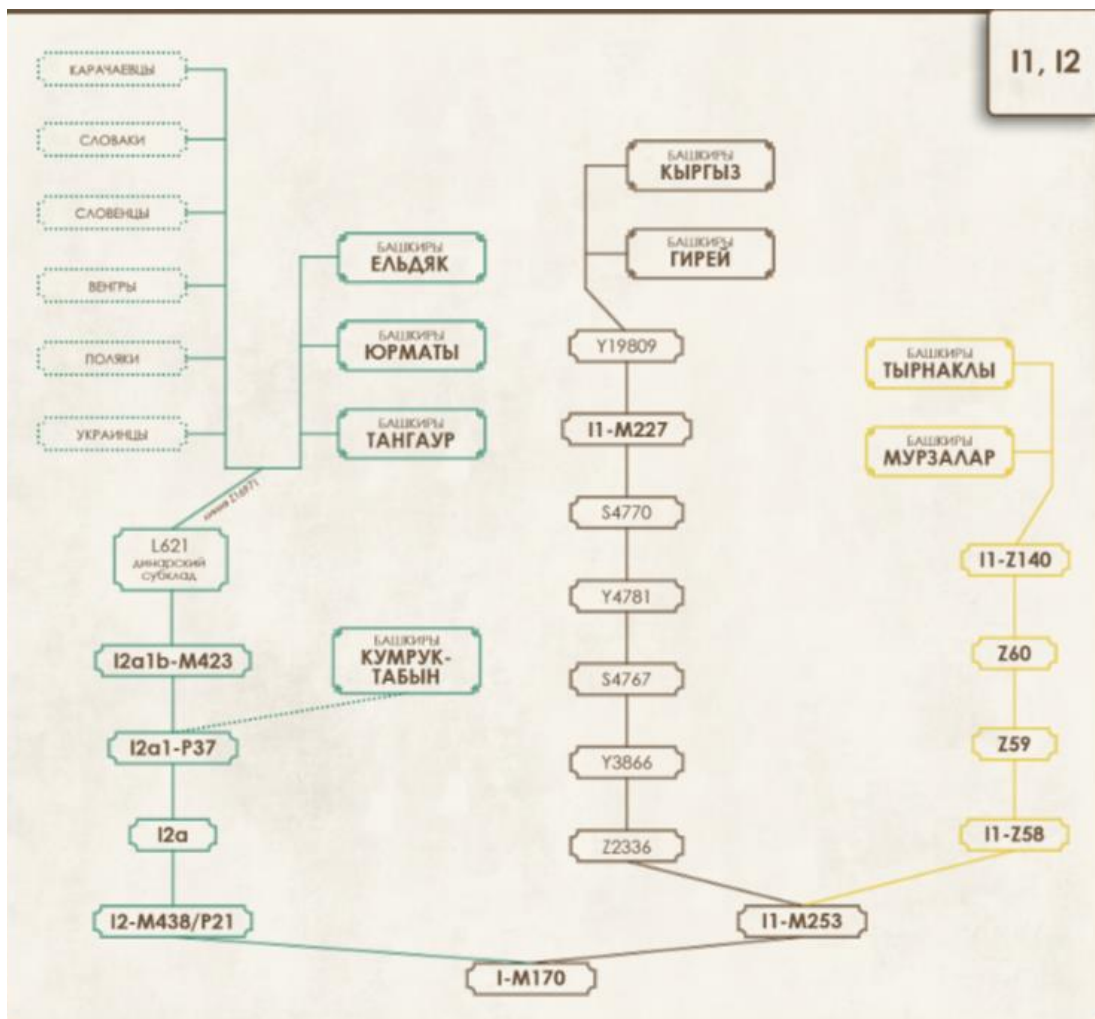 I1, I2
КАРАЧАЕВЦЫ
СЛОВАКИ
СЛОВЕНЦЫ
ВЕНГРЫ
ПОЛЯКИ
УКРАИНЦЫ
БАШКИРЫ
ЕЛЬДЯК
БАШКИРЫ
ЮРМАТЫ
БАШКИРЫ
ТАНГАУР
линия Z16971
L621
динарский
субклад
I2a1b-M423
БАШКИРЫ
КУМРУК-
ТАБЫН
I2a1-P37
I2a
I2-M438/P21
БАШКИРЫ
КЫРГЫЗ
БАШКИРЫ
ГИРЕЙ
Y19809
I1-M227
S4770
Y4781
S4767
Y3866
Z2336
БАШКИРЫ
ТЫРНАКЛЫ
БАШКИРЫ
МУРЗАЛАР
I1-Z140
Z60
Z59
I1-Z58
I1-M253
I-M170